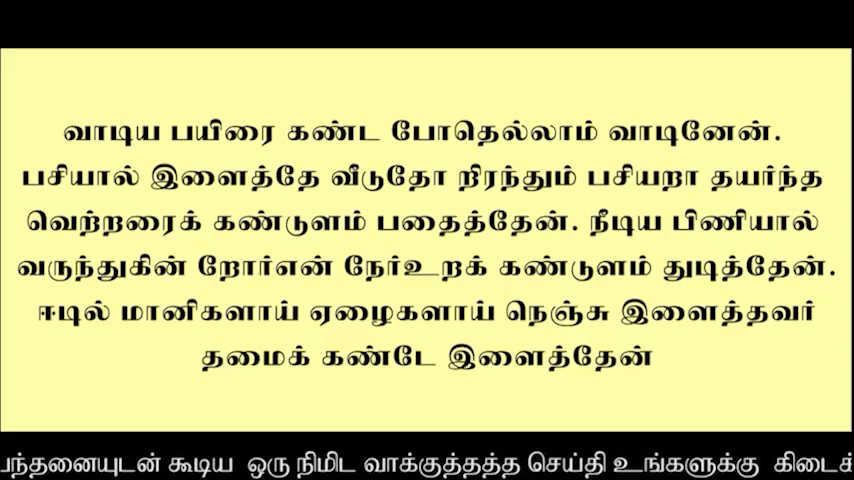 வாடிய பயிரை கண்ட போதெல்லாம் வாடினேன்.
பசியால் இளைத்தே வீடுதோ றிரந்தும் பசியறா தயர்ந்த
வெற்றரைக் கண்டுளம் பதைத்தேன். நீடிய பிணியால்
வருந்துகின் றோர்என் நேர்உறக் கண்டுளம் துடித்தேன்.
ஈடில் மானிகளாய் ஏழைகளாய் நெஞ்சு இளைத்தவர்
தமைக் கண்டே இளைத்தேன்
பந்தனையுடன் கூடிய ஒரு நிமிட வாக்குத்தத்த செய்தி உங்களுக்கு கிடைக்